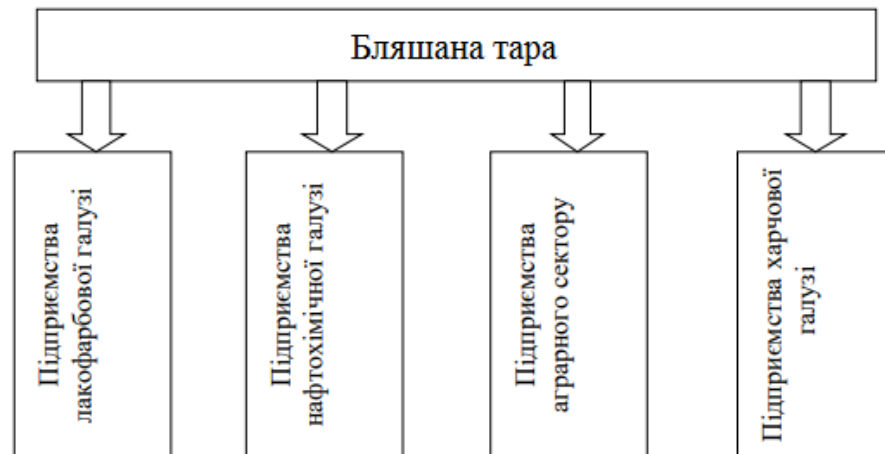 Бляшана тара
Підприємства
лакофарбової галузі
Підприємства
нафтохімічної галузі
Підприємства
аграрного сектору
Підприємства харчової
галузі